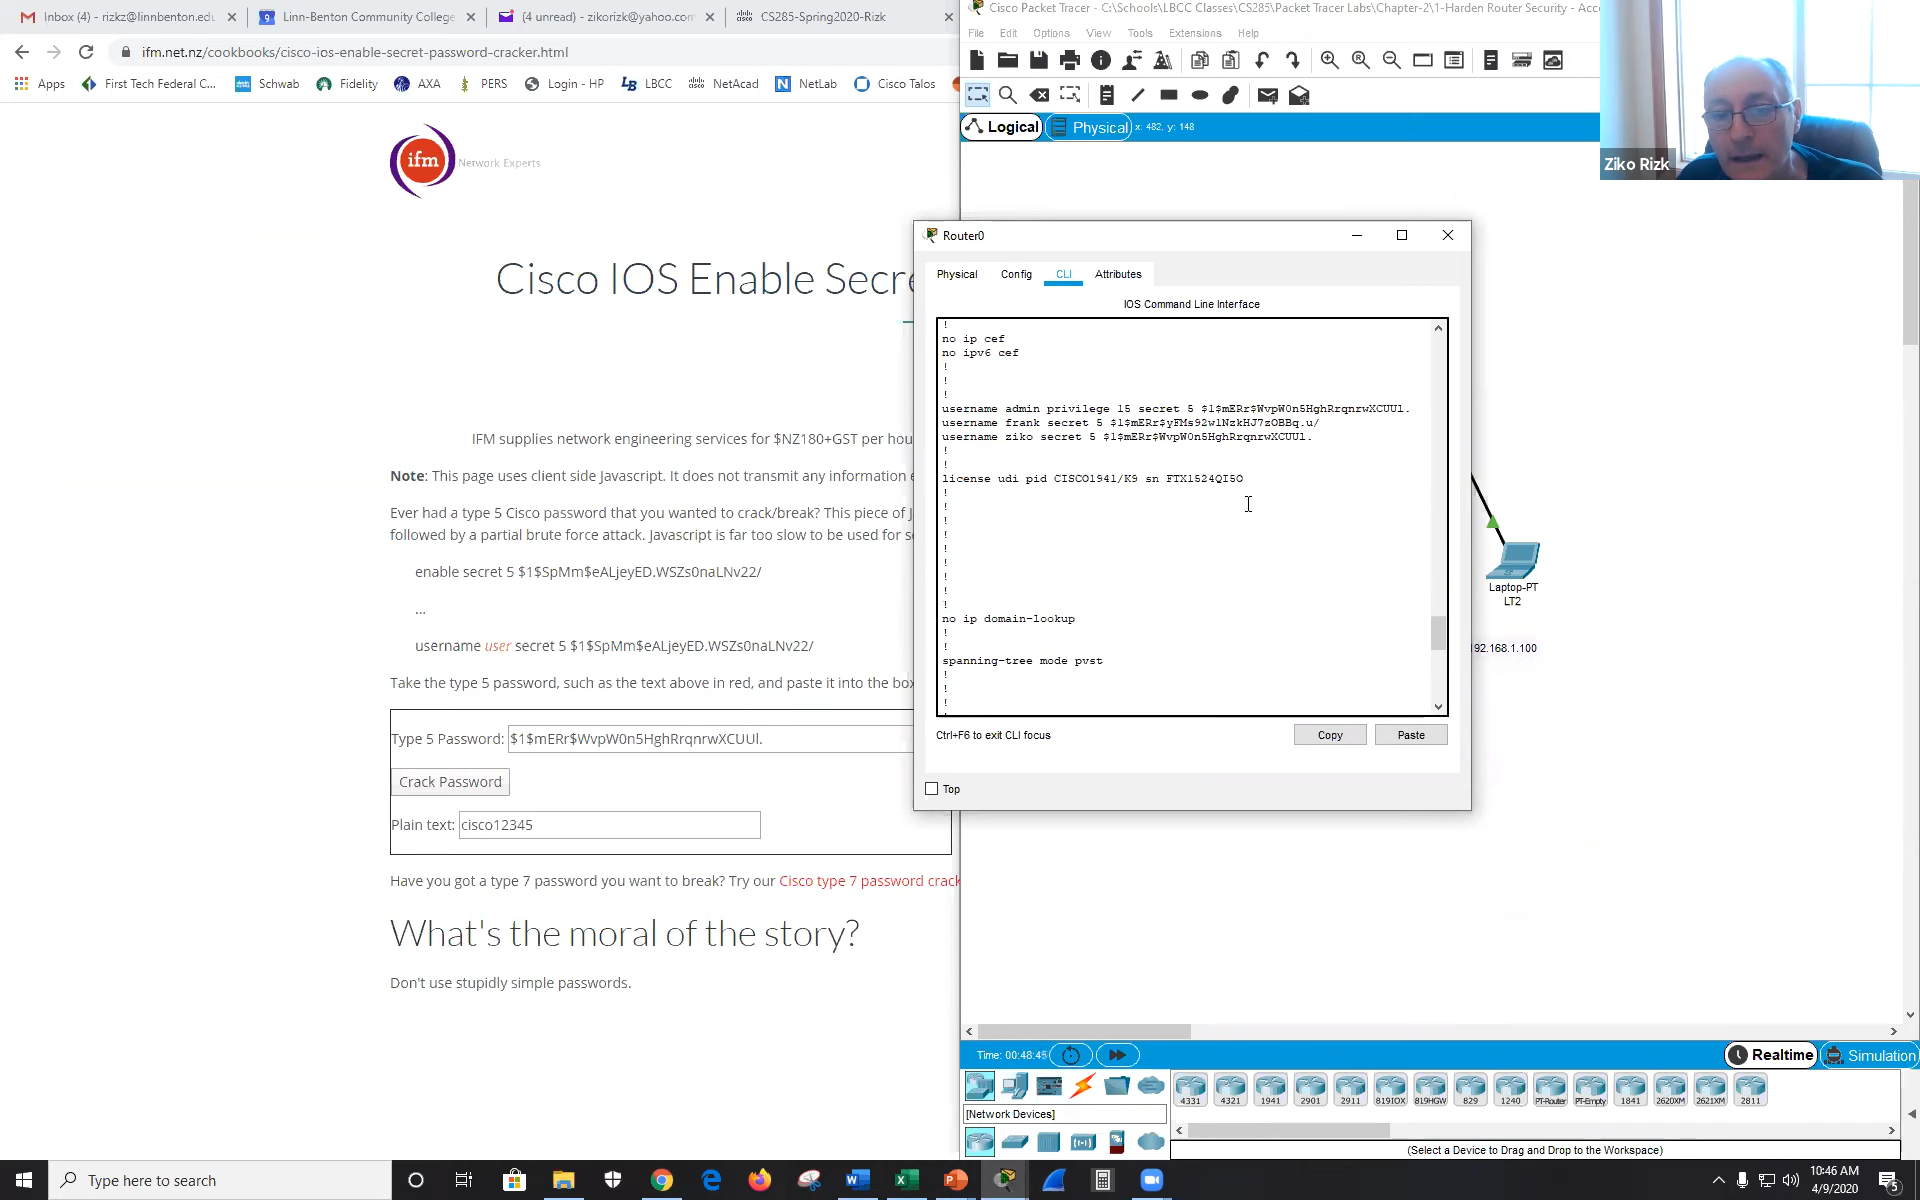 Inbox (4) - rizkz@linnbenton.edu
Linn-Benton Community College
(4 unread) - zikorizk@yahoo.com
CS285-Spring2020-Rizk
ifm.net.nz/cookbooks/cisco-ios-enable-secret-password-cracker.html
Apps
First Tech Federal C...
Schwab
Fidelity
AXA
PERS
Login - HP
LBCC
NetAcad
NetLab
Cisco Talos
ifm
Network Experts
Cisco IOS Enable Secre
IFM supplies network engineering services for $NZ180+GST per hou
Note: This page uses client side Javascript. It does not transmit any information e
Ever had a type 5 Cisco password that you wanted to crack/break? This piece of J
followed by a partial brute force attack. Javascript is far too slow to be used for se
enable secret 5 $1$SpMm$eALjeyED.WSZs0naLNv22/
...
username user secret 5 $1$SpMm$eALjeyED.WSZs0naLNv22/
Take the type 5 password, such as the text above in red, and paste it into the box
Type 5 Password: $1$mERr$WvpW0n5HghRrqnrwXCUUl.
Crack Password
Plain text: cisco12345
Have you got a type 7 password you want to break? Try our Cisco type 7 password crack
What's the moral of the story?
Don't use stupidly simple passwords.
Cisco Packet Tracer - C:\Schools\LBCC Classes\CS285\Packet Tracer Labs\Chapter-2\1-Harden Router Security - Acc
File Edit Options View Tools Extensions Help
Logical
Physical
x: 482, y: 148
Ziko Rizk
Router0
Physical
Config
CLI
Attributes
IOS Command Line Interface
!
no ip cef
no ipv6 cef
!
!
!
username admin privilege 15 secret 5 $1$mERr$WvpW0n5HghRrqnrwXCUUl.
username frank secret 5 $1$mERr$yFMs92wlNzkHJ7zOBBq.u/
username ziko secret 5 $1$mERr$WvpW0n5HghRrqnrwXCUUl.
!
!
license udi pid CISCO1941/K9 sn FTX1524QI5O
!
!
!
!
!
!
!
!
!
no ip domain-lookup
!
!
spanning-tree mode pvst
!
!
!
!
Ctrl+F6 to exit CLI focus
Copy
Paste
Top
Laptop-PT
LT2
92.168.1.100
Time: 00:48:45
Realtime
Simulation
[Network Devices]
4331
4321
1941
2901
2911
819IOX
819HGW
829
1240
PT-Router
PT-Empty
1841
2620XM
2621XM
2811
(Select a Device to Drag and Drop to the Workspace)
Type here to search
10:46 AM
4/9/2020
5